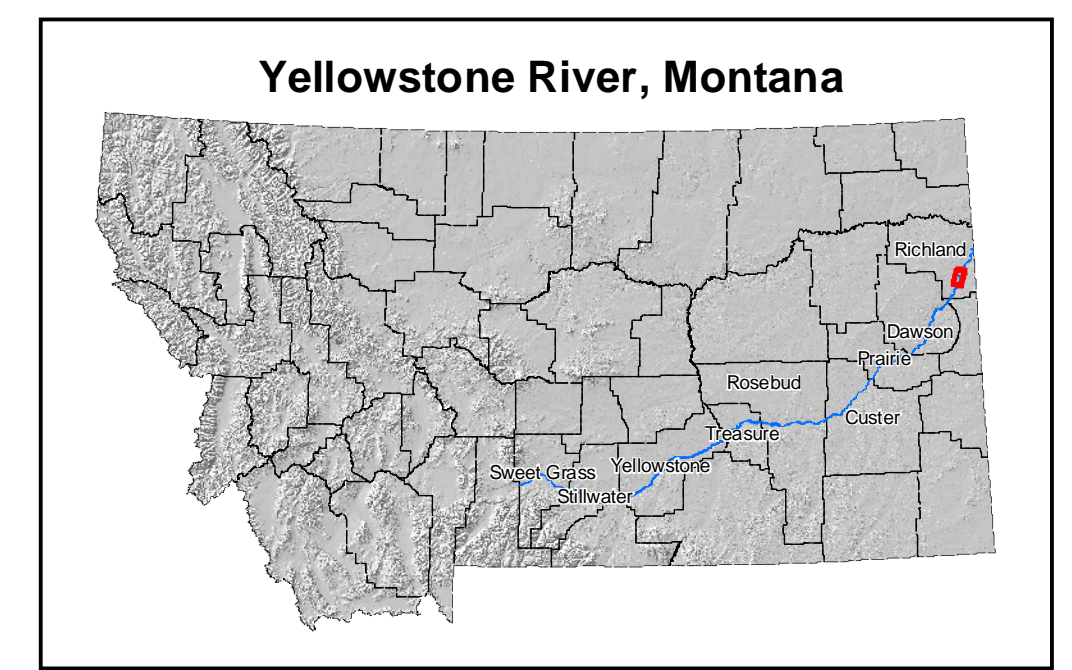 Yellowstone River, Montana
Richland
Dawson
Prairie
Rosebud
Custer
Treasure
Yellowstone
Sweet Grass
Stillwater